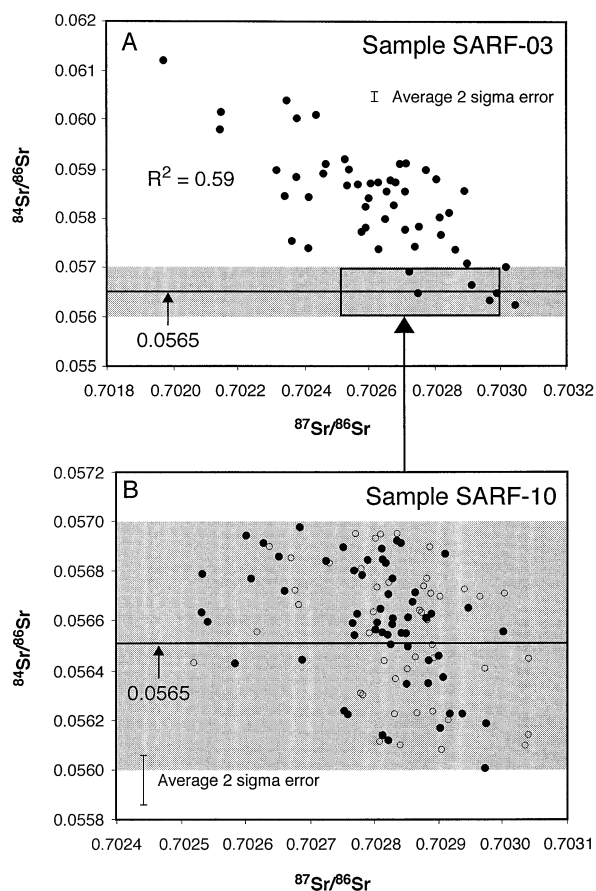 A
Sample SARF-03
Average 2 sigma error
R² = 0.59
0.0565
⁸⁴Sr/⁸⁶Sr
0.062
0.061
0.060
0.059
0.058
0.057
0.056
0.055
0.7018 0.7020 0.7022 0.7024 0.7026 0.7028 0.7030 0.7032
⁸⁷Sr/⁸⁶Sr
B
Sample SARF-10
0.0565
Average 2 sigma error
⁸⁴Sr/⁸⁶Sr
0.0572
0.0570
0.0568
0.0566
0.0564
0.0562
0.0560
0.0558
0.7024 0.7025 0.7026 0.7027 0.7028 0.7029 0.7030 0.7031
⁸⁷Sr/⁸⁶Sr